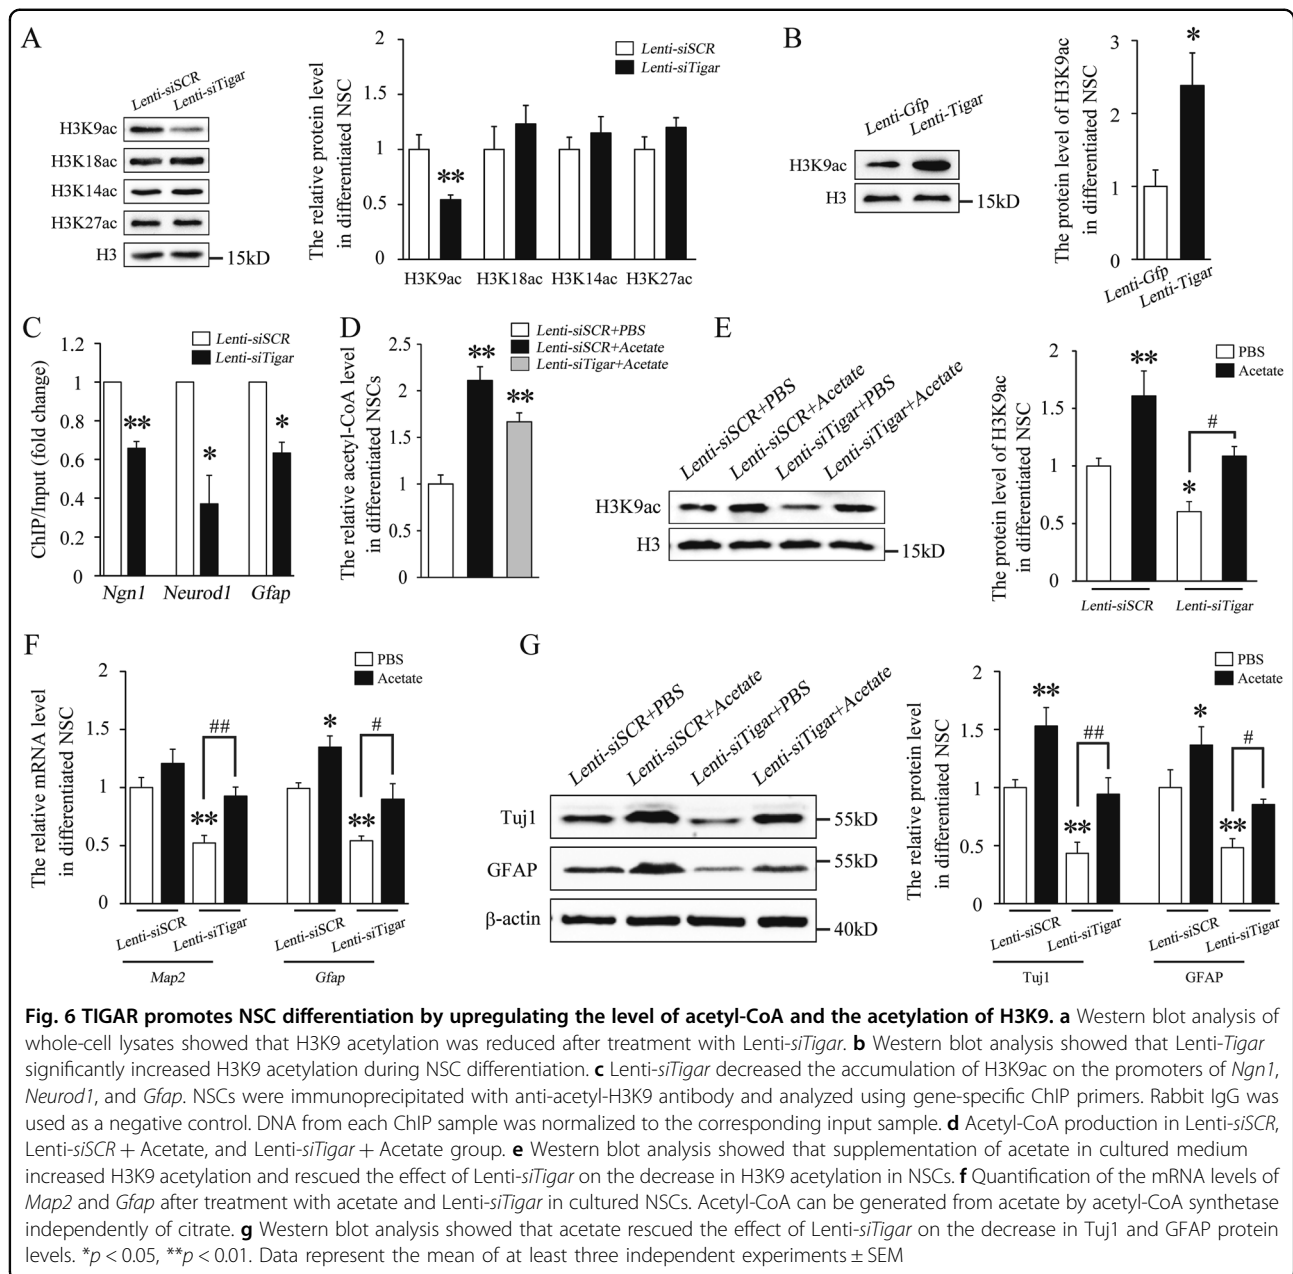 A
Lenti-siSCR
Lenti-siTigar
H3K9ac
H3K18ac
H3K14ac
H3K27ac
H3
15kD
The relative protein level
in differentiated NSC
2
1.5
1
0.5
0
Lenti-siSCR
Lenti-siTigar
**
H3K9ac H3K18ac H3K14ac H3K27ac
B
Lenti-Gfp
Lenti-Tigar
H3K9ac
H3
15kD
The protein level of H3K9ac
in differentiated NSC
3
2
1
0
*
Lenti-Gfp
Lenti-Tigar
C
Lenti-siSCR
Lenti-siTigar
ChIP/Input (fold change)
1.2
1
0.8
0.6
0.4
0.2
0
**
*
*
Ngn1 Neurod1 Gfap
D
Lenti-siSCR+PBS
Lenti-siSCR+Acetate
Lenti-siTigar+Acetate
The relative acetyl-CoA level
in differentiated NSCs
2.5
2
1.5
1
0.5
0
**
**
E
Lenti-siSCR+PBS
Lenti-siSCR+Acetate
Lenti-siTigar+PBS
Lenti-siTigar+Acetate
H3K9ac
H3
15kD
The protein level of H3K9ac
in differentiated NSC
2
1.5
1
0.5
0
PBS
Acetate
**
*
#
Lenti-siSCR Lenti-siTigar
F
PBS
Acetate
The relative mRNA level
in differentiated NSC
2
1.5
1
0.5
0
**
##
*
**
#
Lenti-siSCR
Lenti-siTigar
Lenti-siSCR
Lenti-siTigar
Map2 Gfap
G
Lenti-siSCR+PBS
Lenti-siSCR+Acetate
Lenti-siTigar+PBS
Lenti-siTigar+Acetate
Tuj1
55kD
GFAP
55kD
β-actin
40kD
The relative protein level
in differentiated NSC
2
1.5
1
0.5
0
PBS
Acetate
**
**
##
*
**
#
Lenti-siSCR
Lenti-siTigar
Lenti-siSCR
Lenti-siTigar
Tuj1 GFAP
Fig. 6 TIGAR promotes NSC differentiation by upregulating the level of acetyl-CoA and the acetylation of H3K9. a Western blot analysis of
whole-cell lysates showed that H3K9 acetylation was reduced after treatment with Lenti-siTigar. b Western blot analysis showed that Lenti-Tigar
significantly increased H3K9 acetylation during NSC differentiation. c Lenti-siTigar decreased the accumulation of H3K9ac on the promoters of Ngn1,
Neurod1, and Gfap. NSCs were immunoprecipitated with anti-acetyl-H3K9 antibody and analyzed using gene-specific ChIP primers. Rabbit IgG was
used as a negative control. DNA from each ChIP sample was normalized to the corresponding input sample. d Acetyl-CoA production in Lenti-siSCR,
Lenti-siSCR + Acetate, and Lenti-siTigar + Acetate group. e Western blot analysis showed that supplementation of acetate in cultured medium
increased H3K9 acetylation and rescued the effect of Lenti-siTigar on the decrease in H3K9 acetylation in NSCs. f Quantification of the mRNA levels of
Map2 and Gfap after treatment with acetate and Lenti-siTigar in cultured NSCs. Acetyl-CoA can be generated from acetate by acetyl-CoA synthetase
independently of citrate. g Western blot analysis showed that acetate rescued the effect of Lenti-siTigar on the decrease in Tuj1 and GFAP protein
levels. *p < 0.05, **p < 0.01. Data represent the mean of at least three independent experiments ± SEM